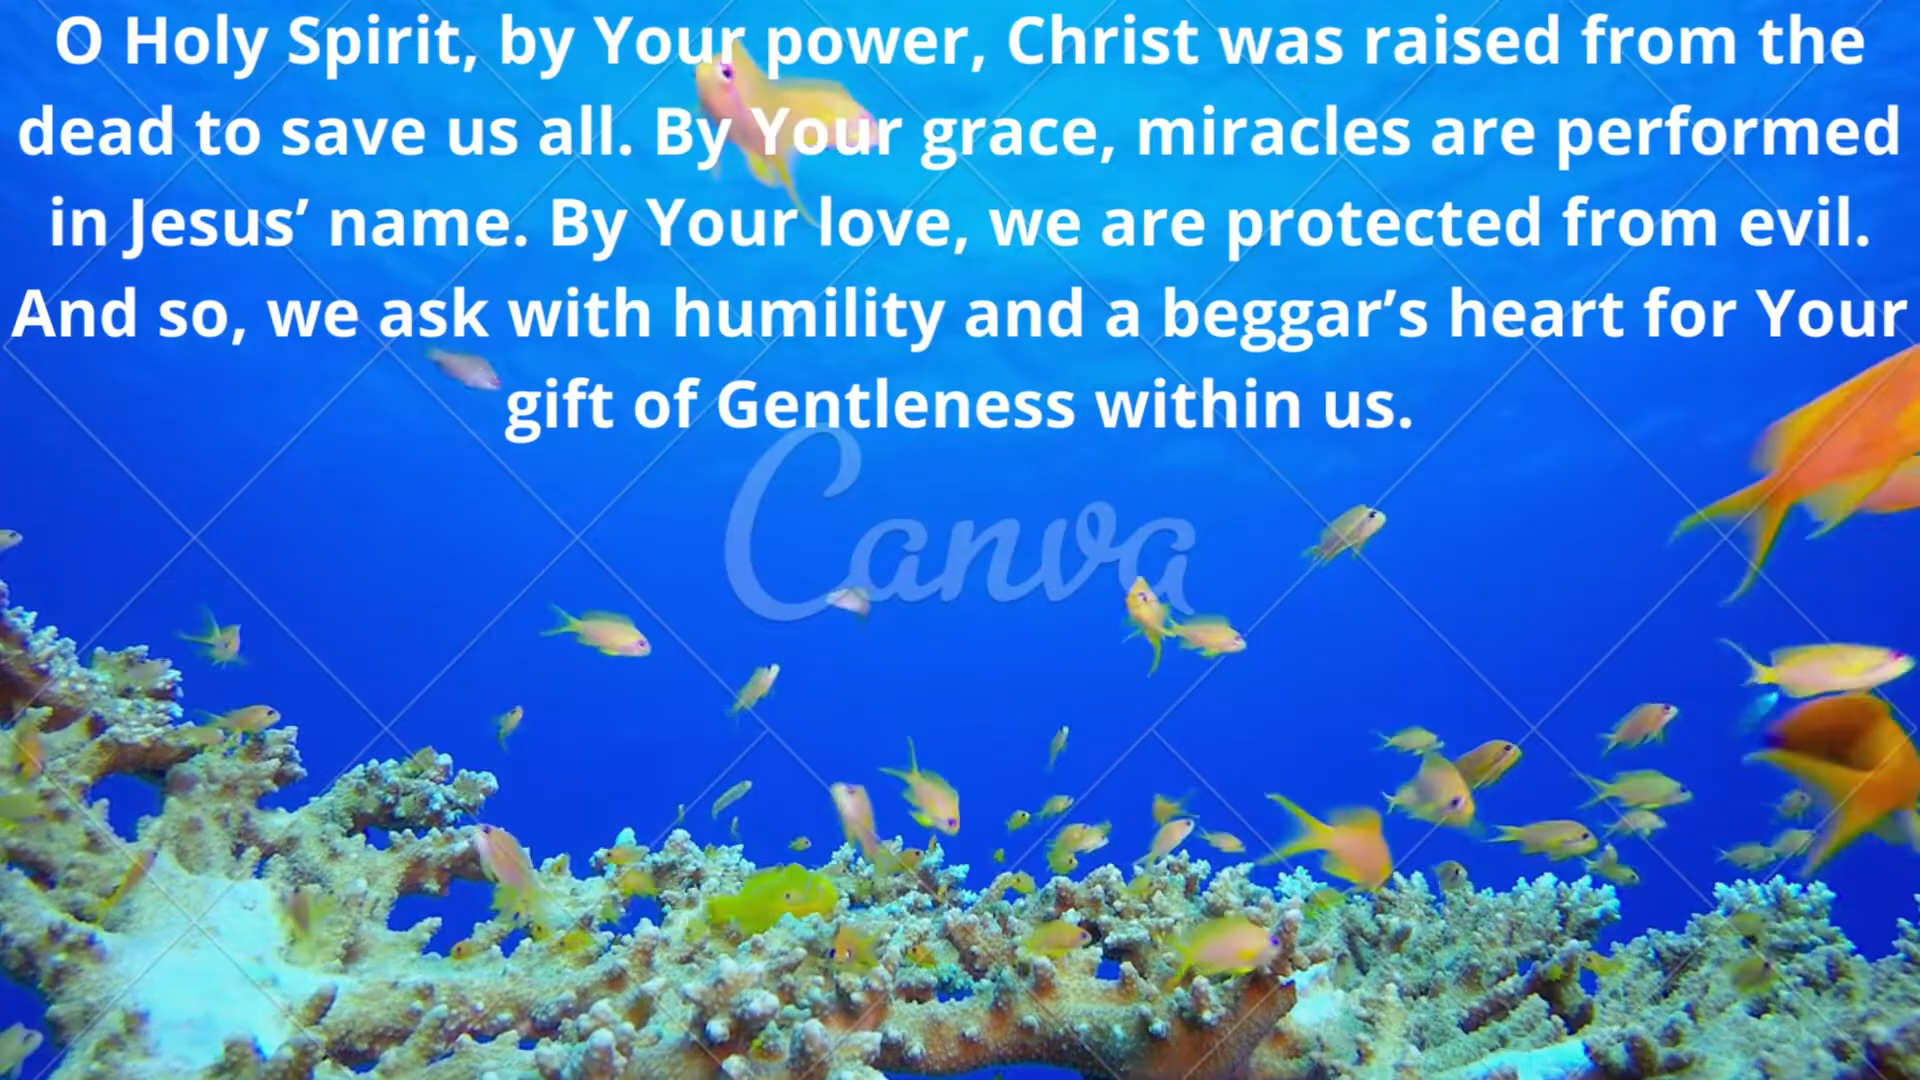 O Holy Spirit, by Your power, Christ was raised from the
dead to save us all. By Your grace, miracles are performed
in Jesus’ name. By Your love, we are protected from evil.
And so, we ask with humility and a beggar’s heart for Your
gift of Gentleness within us.
Canva